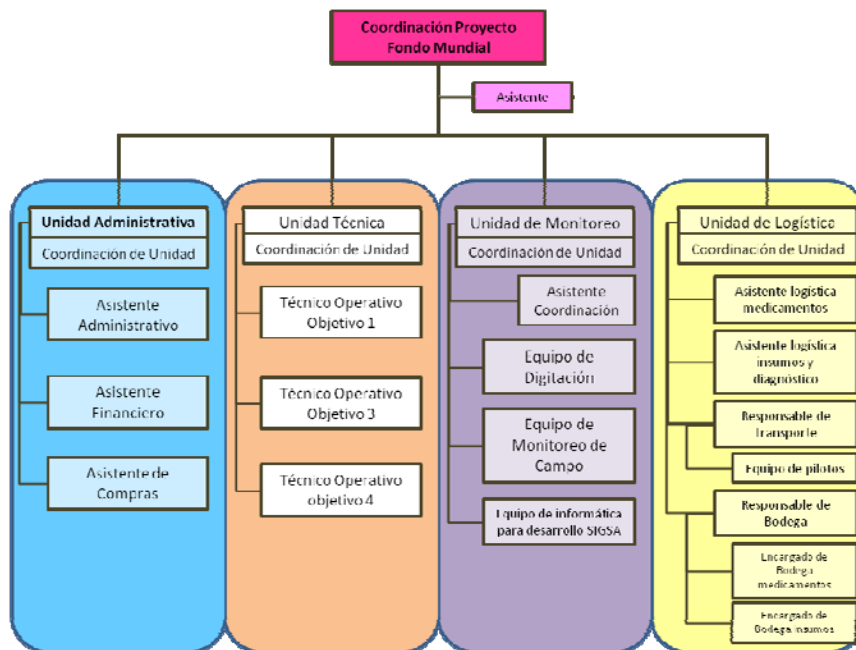 Coordinación Proyecto
Fondo Mundial
Asistente
Unidad Administrativa
Coordinación de Unidad
Asistente
Administrativo
Asistente
Financiero
Asistente de
Compras
Unidad Técnica
Coordinación de Unidad
Técnico Operativo
Objetivo 1
Técnico Operativo
Objetivo 3
Técnico Operativo
objetivo 4
Unidad de Monitoreo
Coordinación de Unidad
Asistente
Coordinación
Equipo de
Digitación
Equipo de
Monitoreo de
Campo
Equipo de informática
para desarrollo SIGSA
Unidad de Logística
Coordinación de Unidad
Asistente logística
medicamentos
Asistente logística
insumos y
diagnóstico
Responsable de
Transporte
Equipo de pilotos
Responsable de
Bodega
Encargado de
Bodega
medicamentos
Encargado de
Bodega insumos